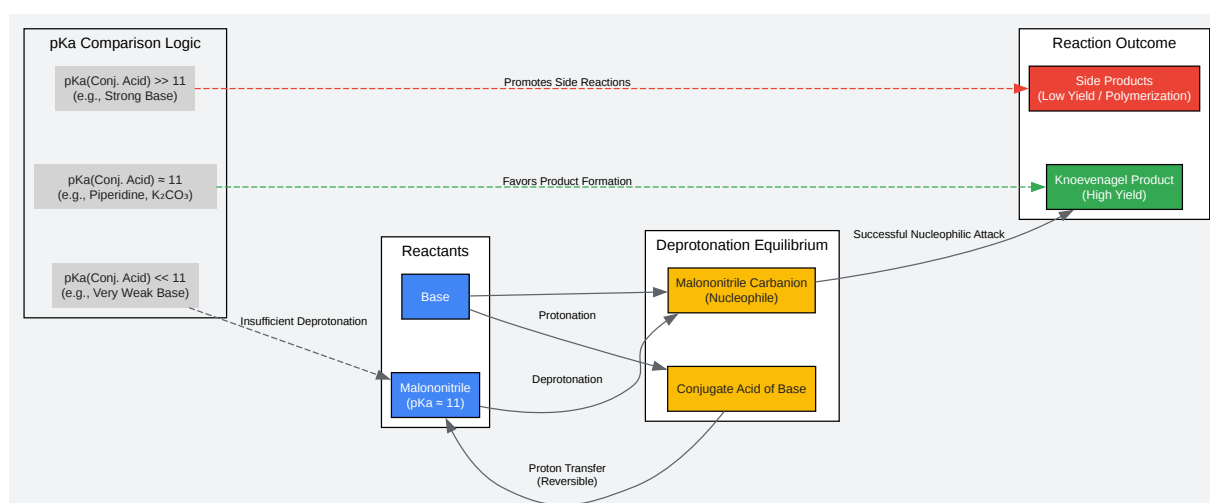 pKa Comparison Logic
pKa(Conj. Acid) >> 11
(e.g., Strong Base)
pKa(Conj. Acid) ≈ 11
(e.g., Piperidine, K₂CO₃)
pKa(Conj. Acid) << 11
(e.g., Very Weak Base)
Promotes Side Reactions
Favors Product Formation
Insufficient Deprotonation
Reactants
Base
Malononitrile
(pKa ≈ 11)
Protonation
Deprotonation
Proton Transfer
(Reversible)
Deprotonation Equilibrium
Malononitrile Carbanion
(Nucleophile)
Conjugate Acid of Base
Successful Nucleophilic Attack
Reaction Outcome
Side Products
(Low Yield / Polymerization)
Knoevenagel Product
(High Yield)